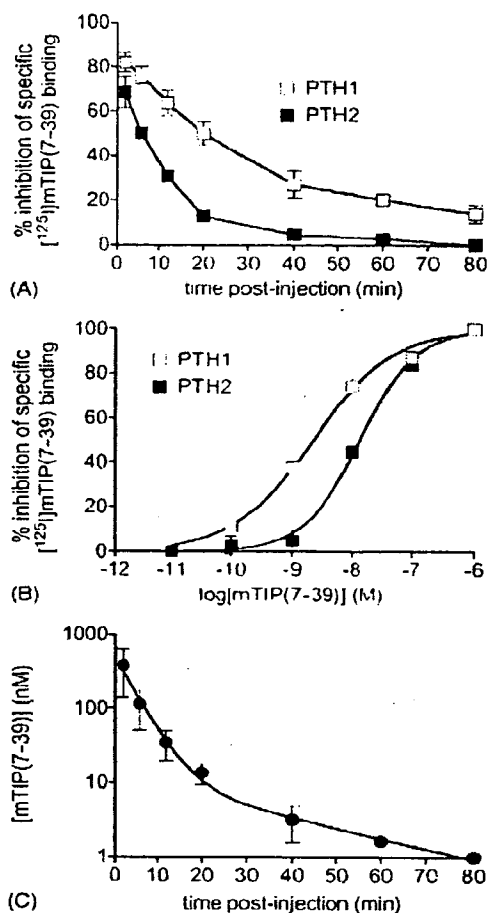 100
80
60
40
20
0
% inhibition of specific
[¹²⁵I]mTIP(7-39) binding
PTH1
PTH2
0 10 20 30 40 50 60 70 80
time post-injection (min)
(A)
100
80
60
40
20
0
% inhibition of specific
[¹²⁵I]mTIP(7-39) binding
PTH1
PTH2
-12 -11 -10 -9 -8 -7 -6
log[mTIP(7-39)] (M)
(B)
1000
100
10
1
[mTIP(7-39)] (nM)
0 10 20 30 40 50 60 70 80
time post-injection (min)
(C)